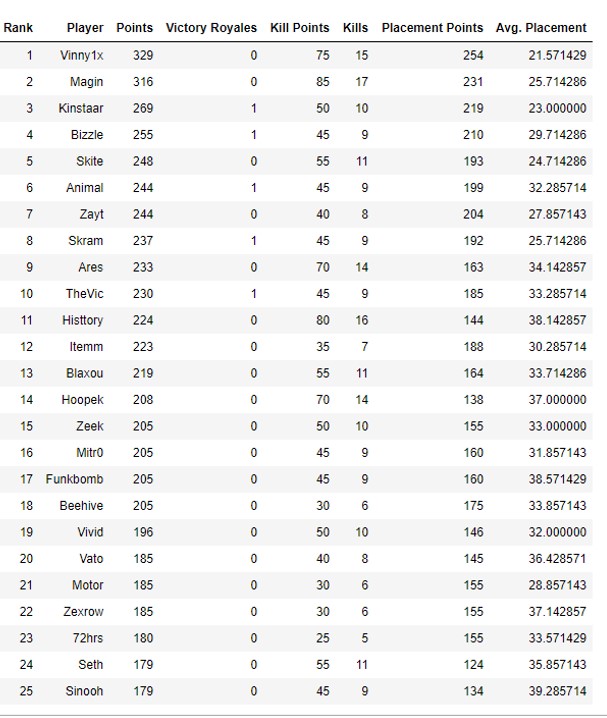 Rank Player Points Victory Royales Kill Points Kills Placement Points Avg. Placement
1 Vinny1x 329 0 75 15 254 21.571429
2 Magin 316 0 85 17 231 25.714286
3 Kinstaar 269 1 50 10 219 23.000000
4 Bizzle 255 1 45 9 210 29.714286
5 Skite 248 0 55 11 193 24.714286
6 Animal 244 1 45 9 199 32.285714
7 Zayt 244 0 40 8 204 27.857143
8 Skram 237 1 45 9 192 25.714286
9 Ares 233 0 70 14 163 34.142857
10 TheVic 230 1 45 9 185 33.285714
11 Histtory 224 0 80 16 144 38.142857
12 Itemm 223 0 35 7 188 30.285714
13 Blaxou 219 0 55 11 164 33.714286
14 Hoopek 208 0 70 14 138 37.000000
15 Zeek 205 0 50 10 155 33.000000
16 Mitr0 205 0 45 9 160 31.857143
17 Funkbomb 205 0 45 9 160 38.571429
18 Beehive 205 0 30 6 175 33.857143
19 Vivid 196 0 50 10 146 32.000000
20 Vato 185 0 40 8 145 36.428571
21 Motor 185 0 30 6 155 28.857143
22 Zexrow 185 0 30 6 155 37.142857
23 72hrs 180 0 25 5 155 33.571429
24 Seth 179 0 55 11 124 35.857143
25 Sinooh 179 0 45 9 134 39.285714